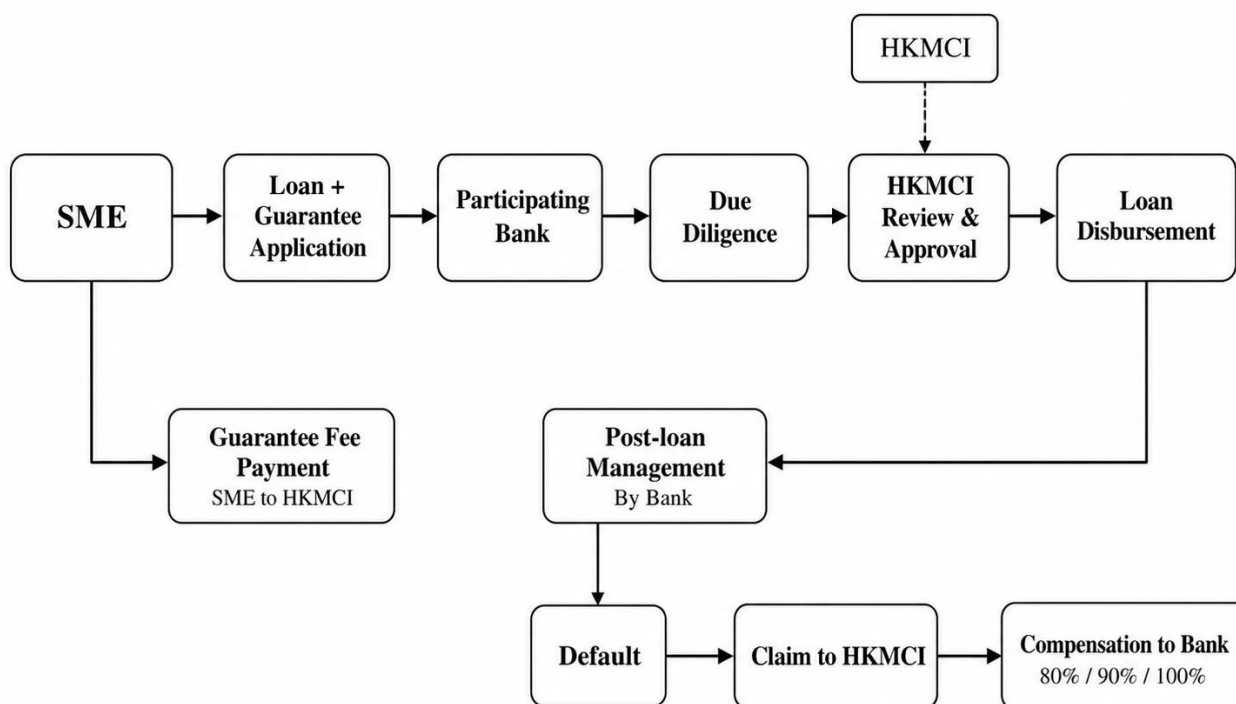 HKMCI
SME
Loan +
Guarantee
Application
Participating
Bank
Due
Diligence
HKMCI
Review &
Approval
Loan
Disbursement
Guarantee Fee
Payment
SME to HKMCI
Post-loan
Management
By Bank
Default
Claim to HKMCI
Compensation to Bank
80% / 90% / 100%